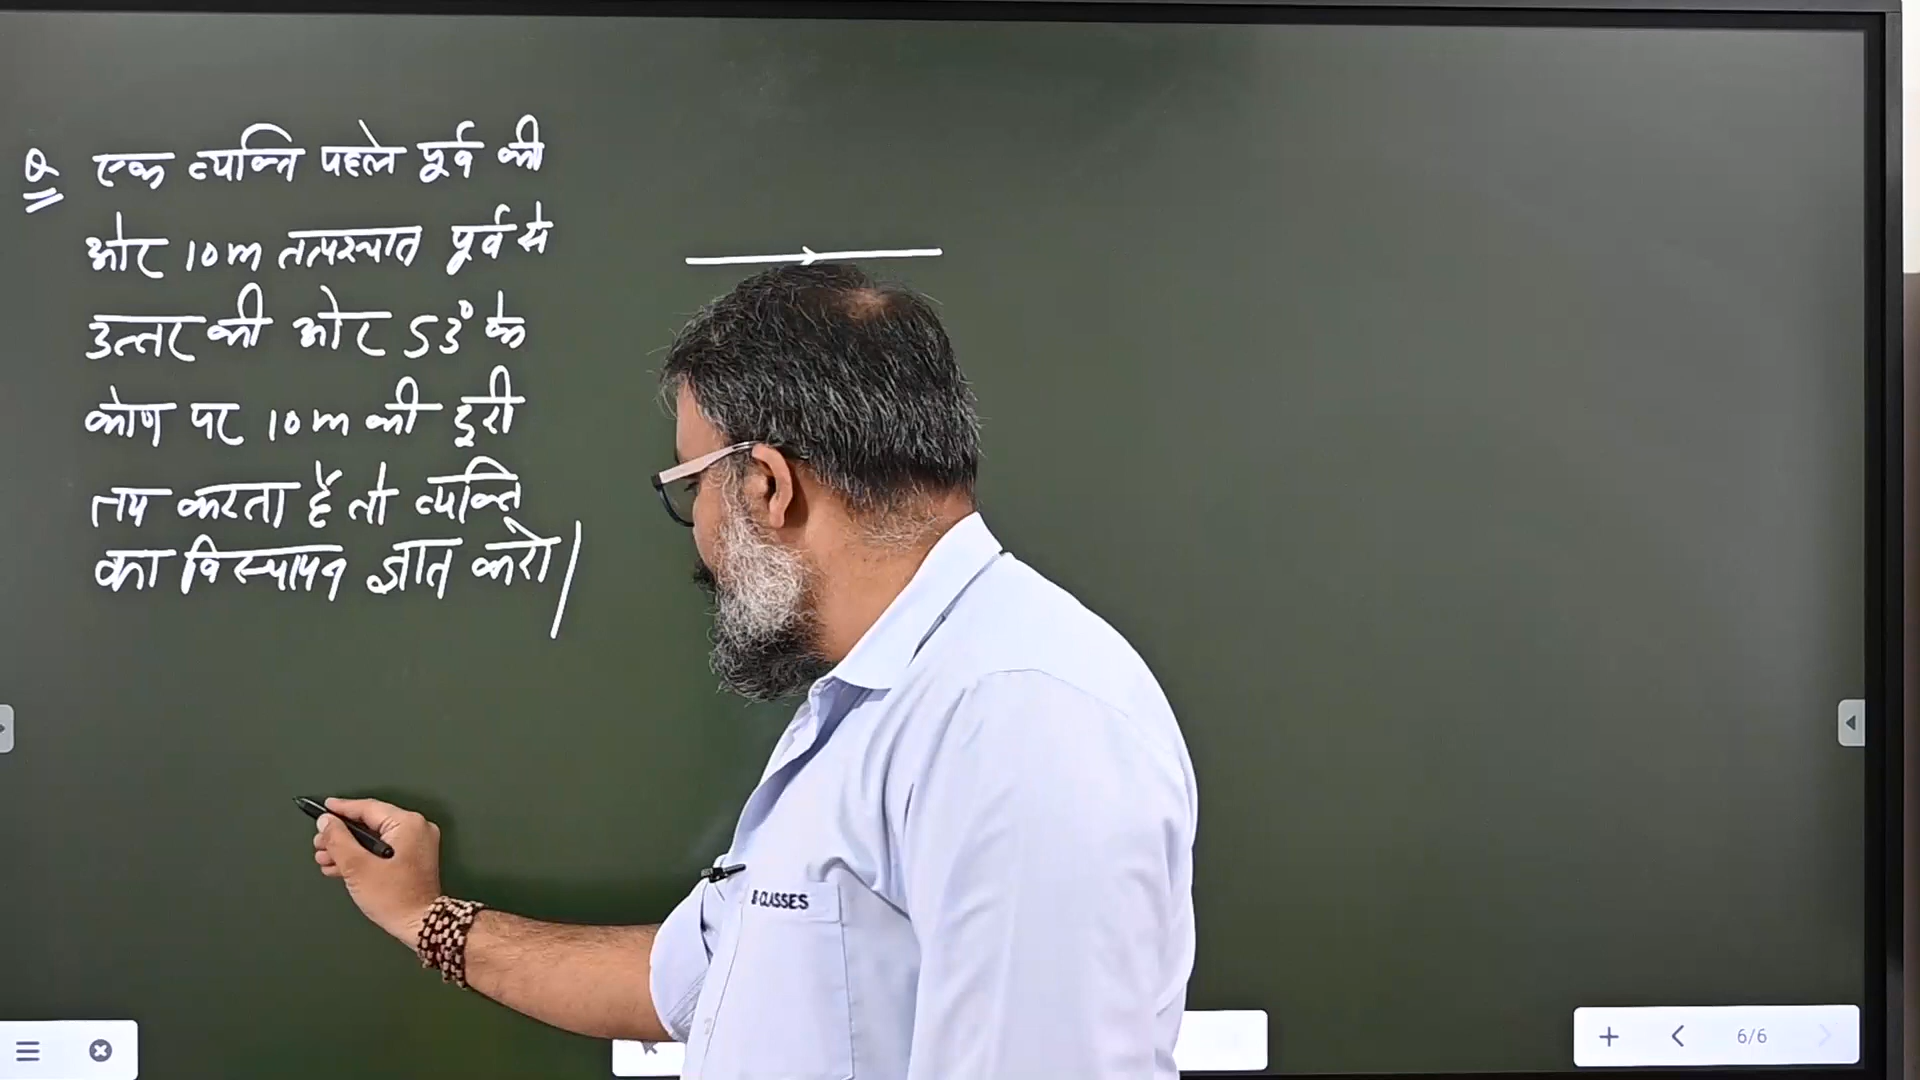 Q एक व्यक्ति पहले पूर्व की
ओर 10m तत्पश्चात पूर्व से
उत्तर की ओर 53° के
कोण पर 10m की दूरी
तय करता है तो व्यक्ति
का विस्थापन ज्ञात करो।
CLASSES
6/6